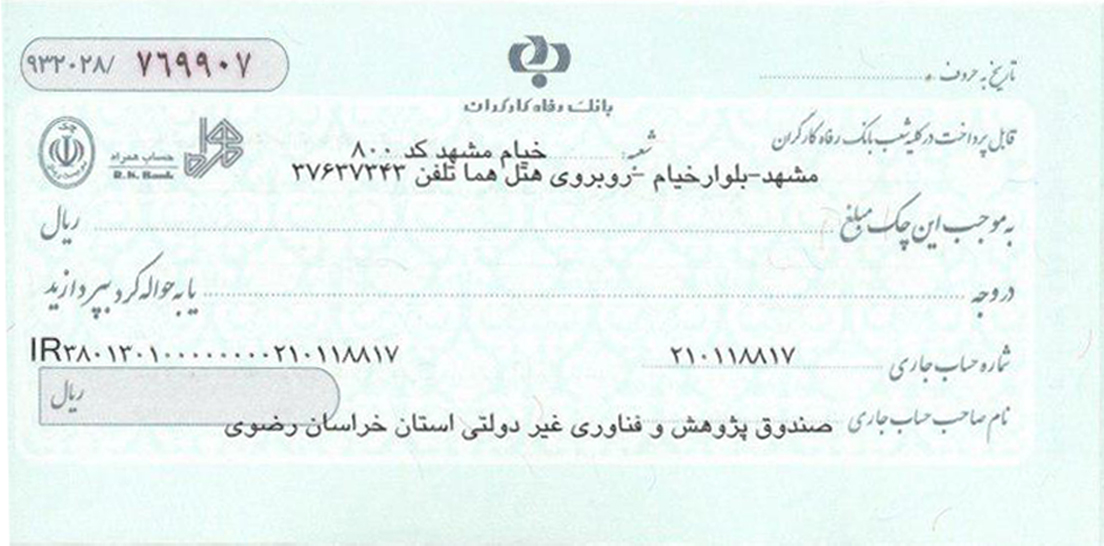 ۹۳۲۰۲۸/ ۷۶۹۹۰۷
بانک رفاه کارگران
تاریخ به حروف
قابل پرداخت در کلیه شعب بانک رفاه کارگران
شعبه: خیام مشهد کد ۸۰۰
مشهد-بلوارخیام -روبروی هتل هما تلفن ۳۷۶۳۷۳۴۳
چک
حساب همراه
R. K. Bank
به موجب این چک مبلغ ریال
در وجه یا به حواله کرد بپردازید
شماره حساب جاری ۲۱۰۱۱۸۸۱۷
IR۳۸۰۱۳۰۱۰۰۰۰۰۰۰۰۰۲۱۰۱۱۸۸۱۷
ریال
نام صاحب حساب جاری صندوق پژوهش و فناوری غیر دولتی استان خراسان رضوی